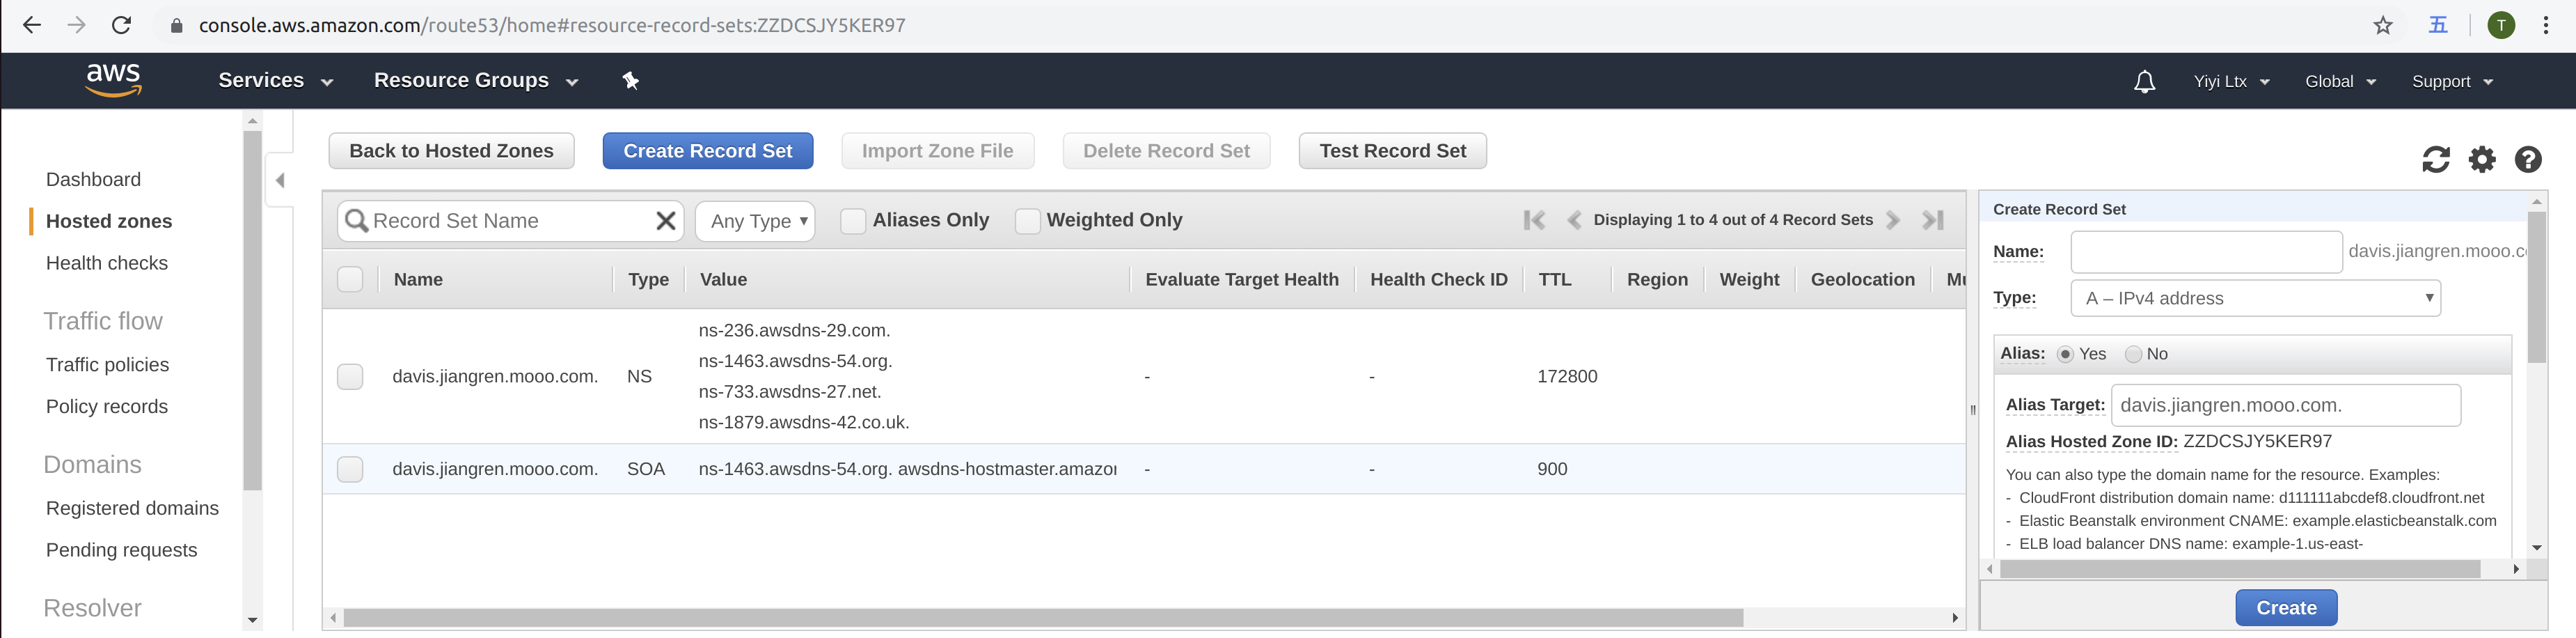 console.aws.amazon.com/route53/home#resource-record-sets:ZZDCSJY5KER97
五
T
aws
Services
Resource Groups
Yiyi Ltx
Global
Support
Dashboard
Hosted zones
Health checks
Traffic flow
Traffic policies
Policy records
Domains
Registered domains
Pending requests
Resolver
Back to Hosted Zones
Create Record Set
Import Zone File
Delete Record Set
Test Record Set
Record Set Name
Any Type
Aliases Only
Weighted Only
Displaying 1 to 4 out of 4 Record Sets
Name Type Value Evaluate Target Health Health Check ID TTL Region Weight Geolocation
ns-236.awsdns-29.com.
ns-1463.awsdns-54.org.
davis.jiangren.mooo.com. NS - - 172800
ns-733.awsdns-27.net.
ns-1879.awsdns-42.co.uk.
davis.jiangren.mooo.com. SOA ns-1463.awsdns-54.org. awsdns-hostmaster.amazon - - 900
Create Record Set
Name: davis.jiangren.mooo.c
Type: A – IPv4 address
Alias: Yes No
Alias Target: davis.jiangren.mooo.com.
Alias Hosted Zone ID: ZZDCSJY5KER97
You can also type the domain name for the resource. Examples:
- CloudFront distribution domain name: d111111abcdef8.cloudfront.net
- Elastic Beanstalk environment CNAME: example.elasticbeanstalk.com
- ELB load balancer DNS name: example-1.us-east-
Create